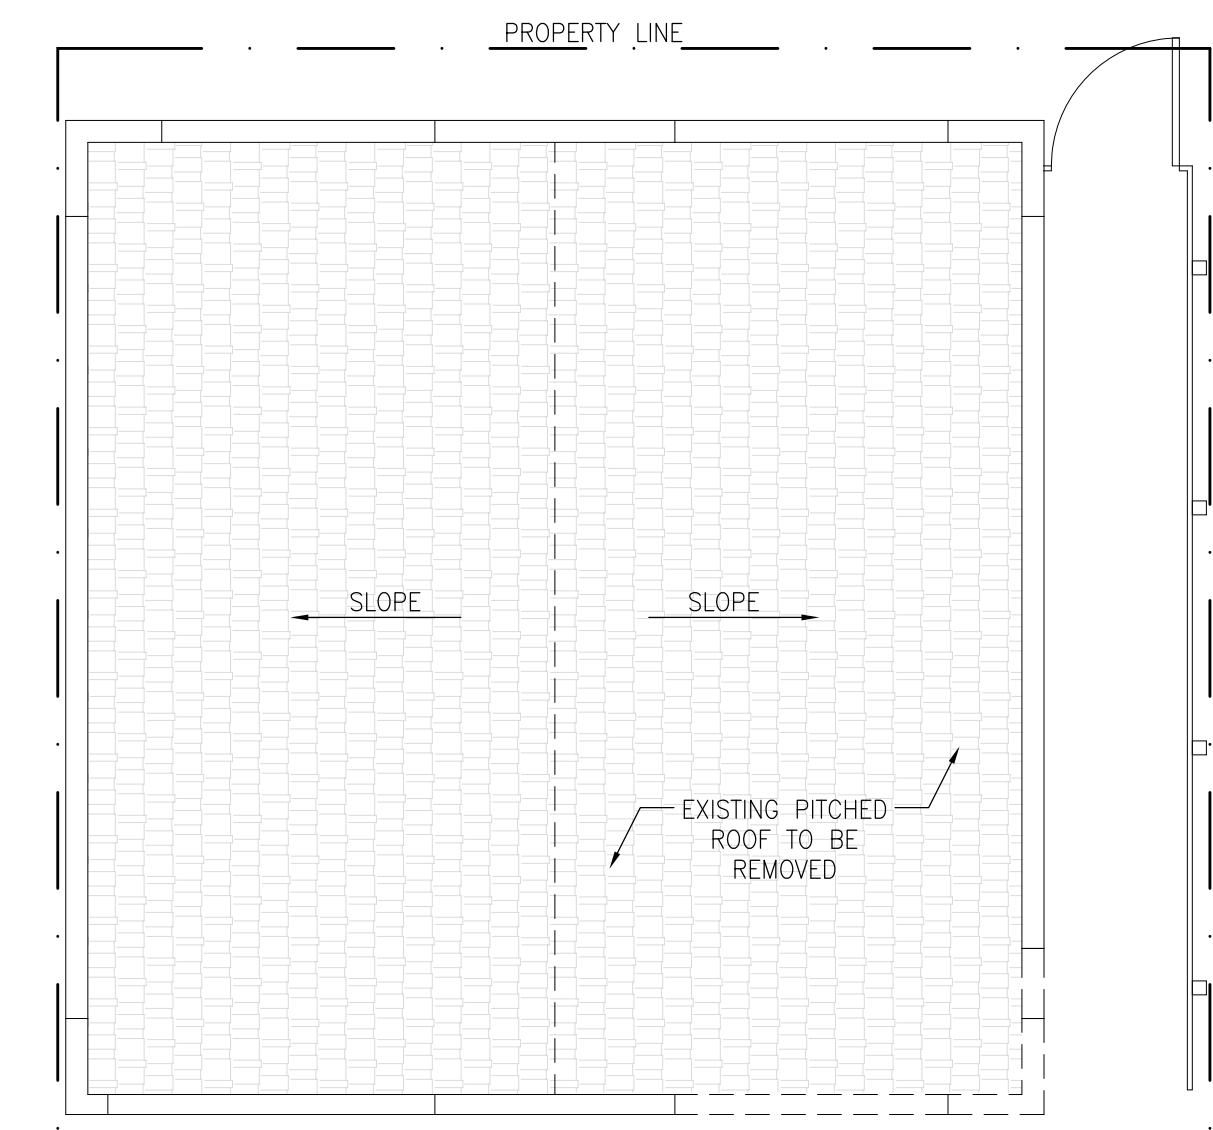 PROPERTY LINE
SLOPE
SLOPE
EXISTING PITCHED
ROOF TO BE
REMOVED